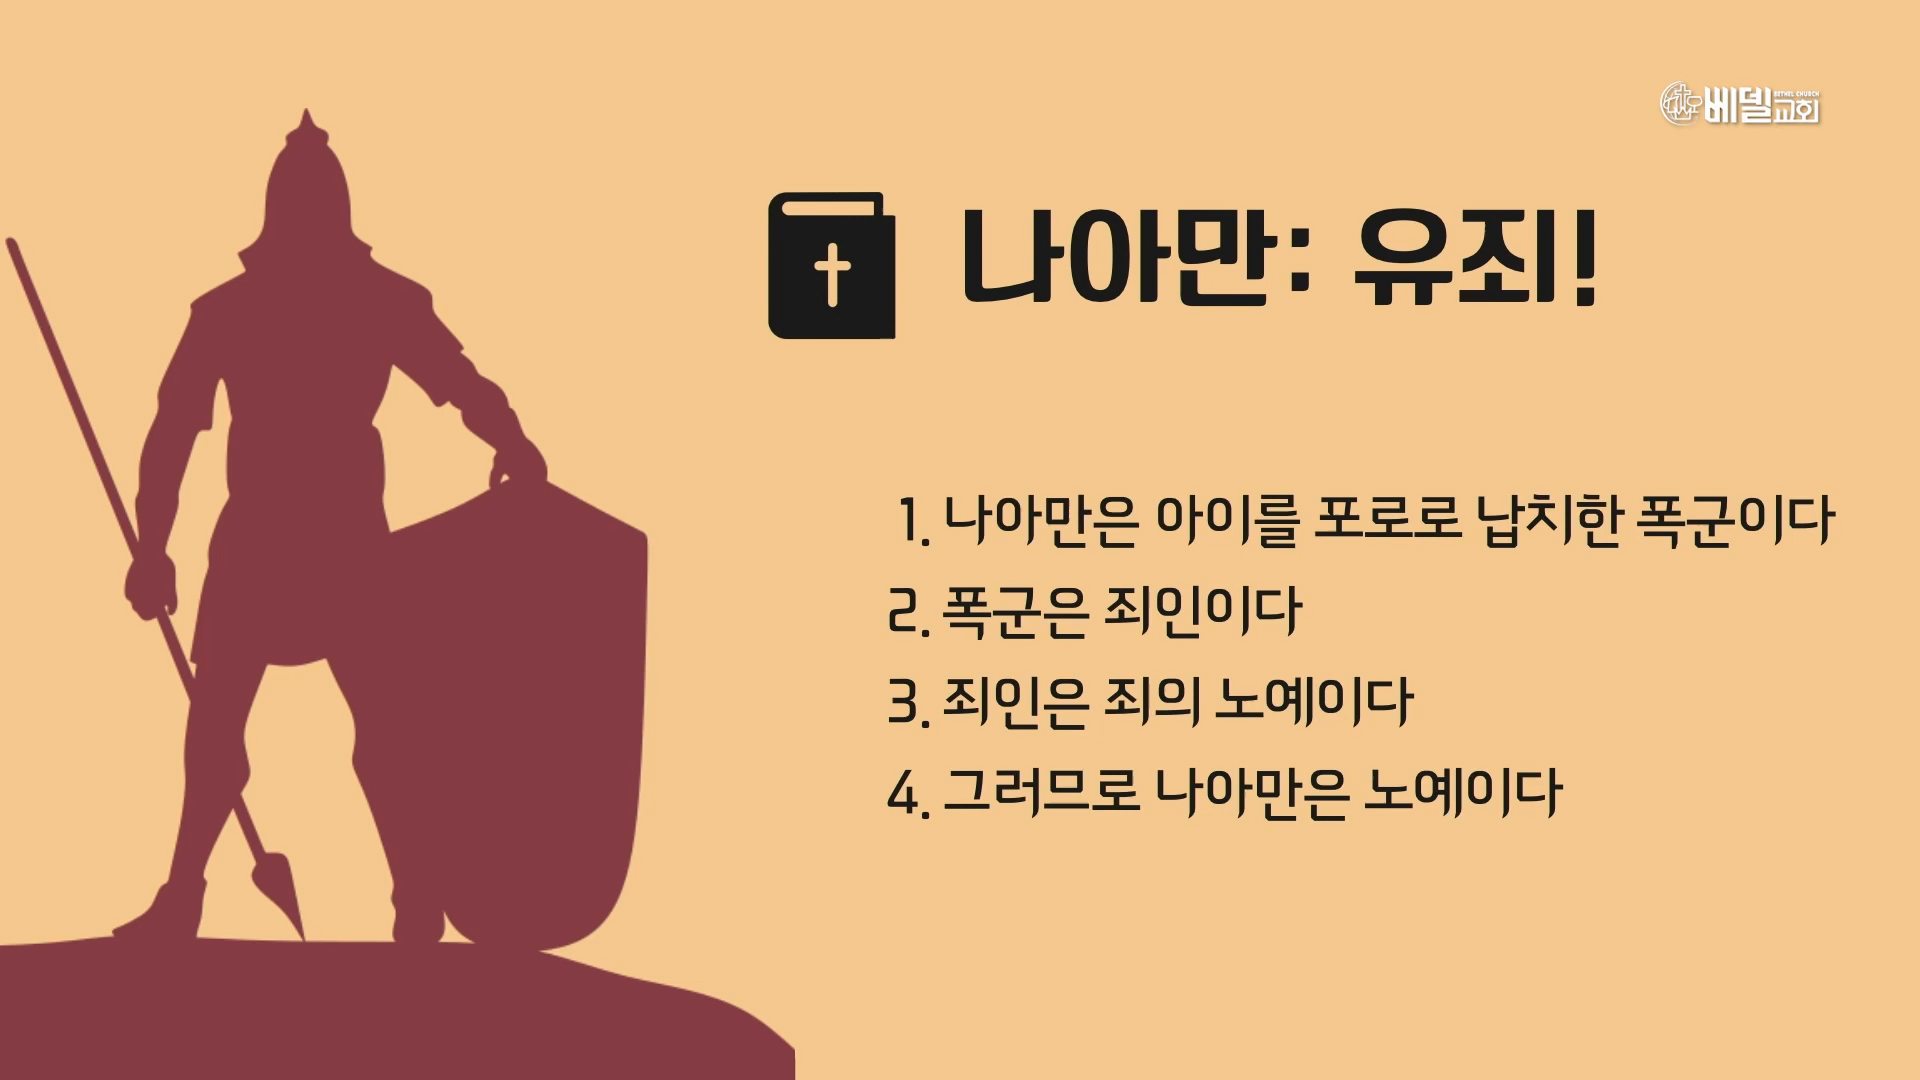 베델교회
BETHEL CHURCH
나아만: 유죄!
1. 나아만은 아이를 포로로 납치한 폭군이다
2. 폭군은 죄인이다
3. 죄인은 죄의 노예이다
4. 그러므로 나아만은 노예이다